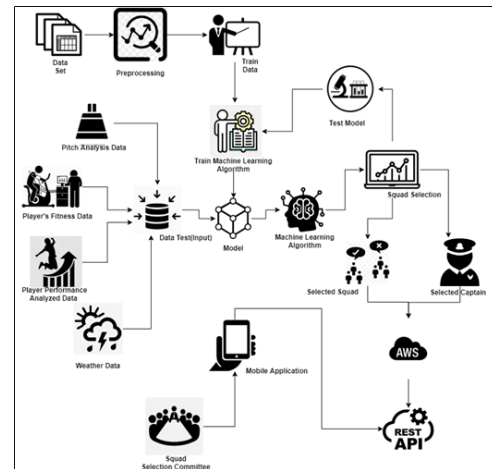 Data
Set
Preprocessing
Train
Data
Pitch Analysis Data
Train Machine Learning
Algorithm
Test Model
Player's Fitness Data
Data Test(Input)
Model
Machine Learning
Algorithm
Squad Selection
Player Performance
Analyzed Data
Selected Squad
Selected Captain
Weather Data
Mobile Application
AWS
Squad
Selection Committee
REST
API